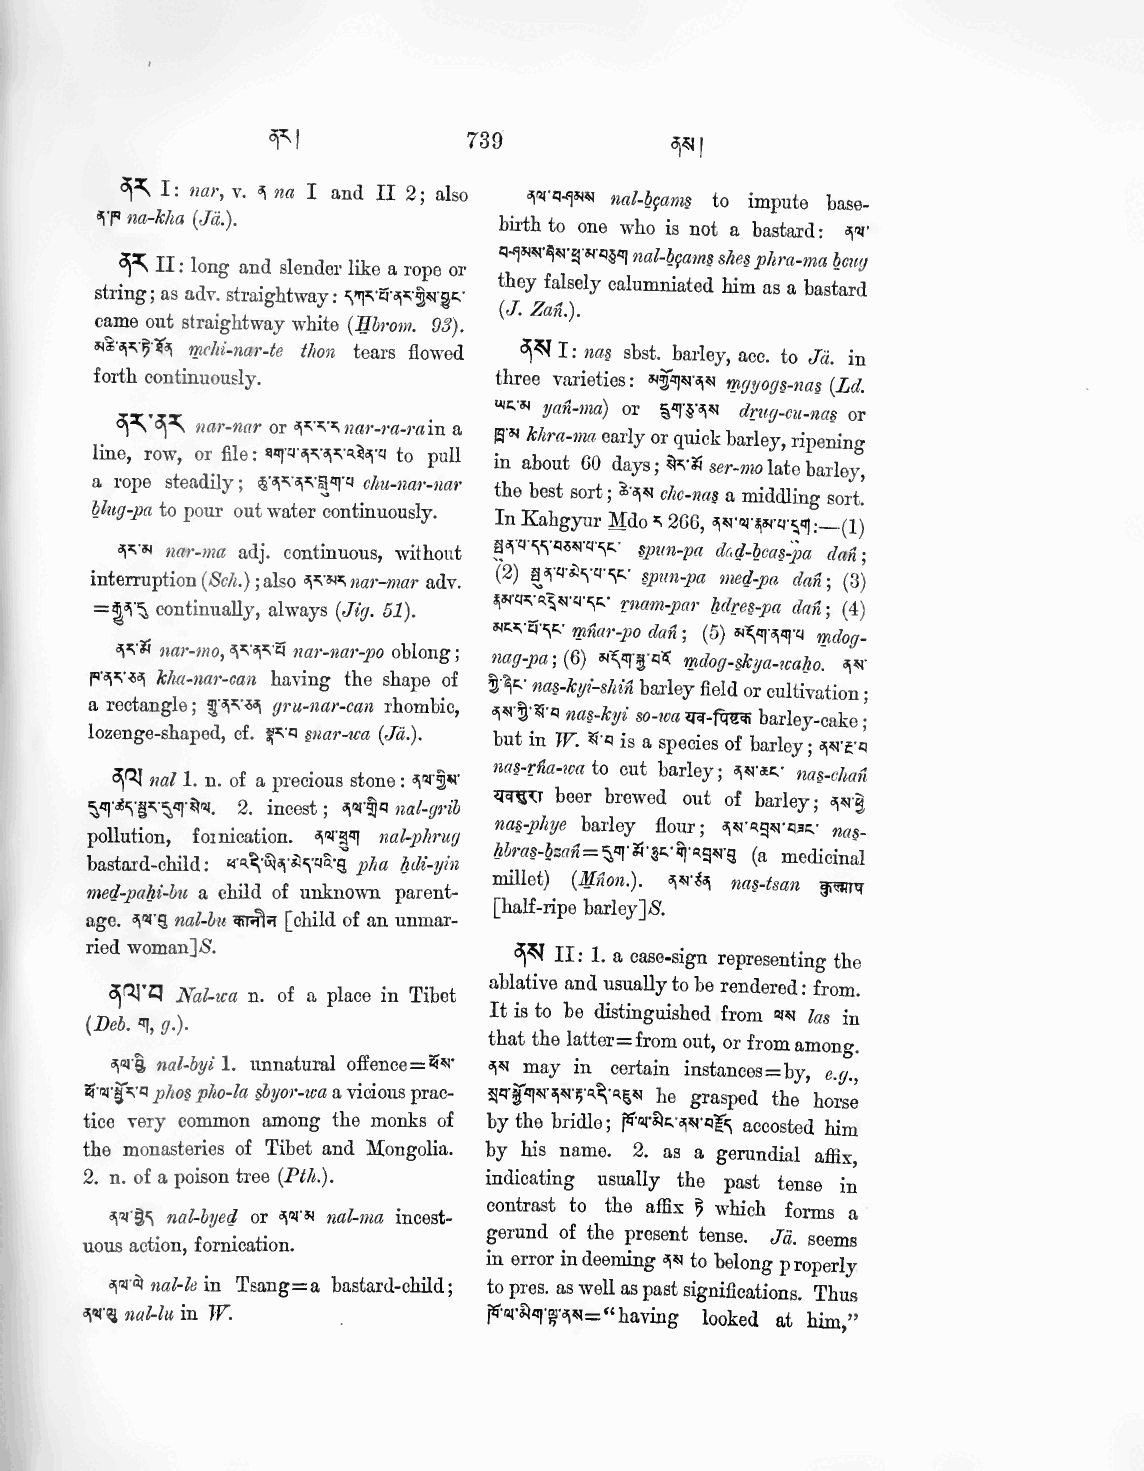 ནར།
739
ནས།
ནར I: nar, v. ན na I and II 2; also
ན་ཁ na-kha (Jä.).
ནར II: long and slender like a rope or
string; as adv. straightway: དཀར་པོ་ནར་གྱིས་བྱུང་
came out straightway white (Ḥbrom. 93).
མཆི་ནར་ཏེ་ཐོན mchi-nar-te thon tears flowed
forth continuously.
ནར་ནར nar-nar or ནར་ར་ར nar-ra-ra in a
line, row, or file: ཐག་པ་ནར་ནར་འཐེན་པ to pull
a rope steadily; ཆུ་ནར་ནར་བླུག་པ chu-nar-nar
blug-pa to pour out water continuously.
ནར་མ nar-ma adj. continuous, without
interruption (Sch.); also ནར་མར nar-mar adv.
=རྒྱུན་དུ continually, always (Jig. 51).
ནར་མོ nar-mo, ནར་ནར་པོ nar-nar-po oblong;
ཁ་ནར་ཅན kha-nar-can having the shape of
a rectangle; གྲུ་ནར་ཅན gru-nar-can rhombic,
lozenge-shaped, cf. སྣར་བ snar-wa (Jä.).
ནལ nal 1. n. of a precious stone: ནལ་གྱིས་
2. incest; ནལ་གྲིབ nal-grib
pollution, fornication. ནལ་ཕྲུག nal-phrug
bastard-child: ཕ་འདི་ཡིན་མེད་པའི་བུ pha ḥdi-yin
med-paḥi-bu a child of unknown parent-
age. ནལ་བུ nal-bu कानीन [child of an unmar-
ried woman]S.
ནལ་བ Nal-wa n. of a place in Tibet
(Deb. ག, g.).
ནལ་བྱི nal-byi 1. unnatural offence=ཕོས་
ཕོ་ལ་སྦྱོར་བ phos pho-la sbyor-wa a vicious prac-
tice very common among the monks of
the monasteries of Tibet and Mongolia.
2. n. of a poison tree (Pth.).
ནལ་བྱེད nal-byed or ནལ་མ nal-ma incest-
uous action, fornication.
ནལ་ལེ nal-le in Tsang=a bastard-child;
ནལ་ལུ nal-lu in W.
ནལ་བ-ཤམས nal-bçams to impute base-
birth to one who is not a bastard: ནལ་
བ-ཤམས་ཞེས་ཕྲ་མ་བཅུག nal-bçams shes phra-ma bcug
they falsely calumniated him as a bastard
(J. Zañ.).
ནས I: nas sbst. barley, acc. to Jä. in
three varieties: མགྱོགས་ནས mgyogs-nas (Ld.
ཡང་མ yañ-ma) or དྲུག་ཅུ་ནས drug-cu-nas or
ཁྲ་མ khra-ma early or quick barley, ripening
in about 60 days; སེར་མོ ser-mo late barley,
the best sort; ཆེ་ནས che-nas a middling sort.
In Kahgyur Mdo ར 266, ནས་ལ་རྣམ་པ་དྲུག:—(1)
སྤུན་པ་དད་བཅས་པ་དང་ spun-pa dad-bcas-pa dañ;
(2) སྤུན་པ་མེད་པ་དང་ spun-pa med-pa dañ; (3)
རྣམ་པར་འདྲེས་པ་དང་ rnam-par ḥdres-pa dañ; (4)
མངར་པོ་དང་ mñar-po dañ; (5) མདོག་ནག་པ mdog-
nag-pa; (6) མདོག་སྐྱ་བའོ mdog-skya-waḥo. ནས་
ཀྱི་ཞིང་ nas-kyi-shiñ barley field or cultivation;
ནས་ཀྱི་སོ་བ nas-kyi so-wa यव-पिष्टक barley-cake;
but in W. སོ་བ is a species of barley; ནས་རྔ་བ
nas-rña-wa to cut barley; ནས་ཆང་ nas-chañ
यवसुरा beer brewed out of barley; ནས་ཕྱེ
nas-phye barley flour; ནས་འབྲས་བཟང་ nas-
ḥbras-bzañ= (a medicinal
millet) (Mñon.). ནས་ཙན nas-tsan कुल्माष
[half-ripe barley]S.
ནས II: 1. a case-sign representing the
ablative and usually to be rendered: from.
It is to be distinguished from ལས las in
that the latter=from out, or from among.
ནས may in certain instances=by, e.g.,
སྲབ་སྐྱོགས་ནས་རྟ་འདི་འཇུས he grasped the horse
by the bridle; ཁོ་ལ་མིང་ནས་བརྗོད accosted him
by his name. 2. as a gerundial affix,
indicating usually the past tense in
contrast to the affix ཏེ which forms a
gerund of the present tense. Jä. seems
in error in deeming ནས to belong properly
to pres. as well as past significations. Thus
ཁོ་ལ་མིག་ལྟ་ནས=“having looked at him,”